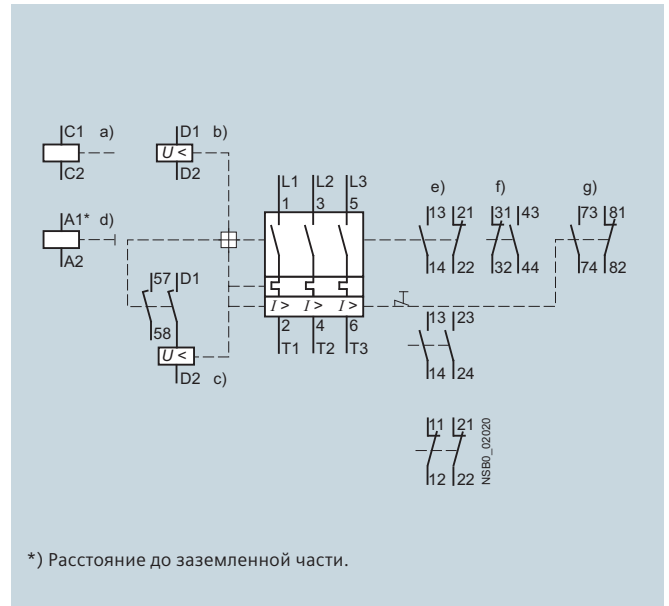 C1 a) D1 b)
U <
C2 D2
L1 L2 L3
A1* d) 1 3 5 e) f) g)
13 21 31 43 73 81
A2 14 22 32 44 74 82
57 D1
I > I > I >
58 2 4 6 13 23
U < T1 T2 T3
D2 c) 14 24
11 21
12 22
NSB0_02020
*) Расстояние до заземленной части.